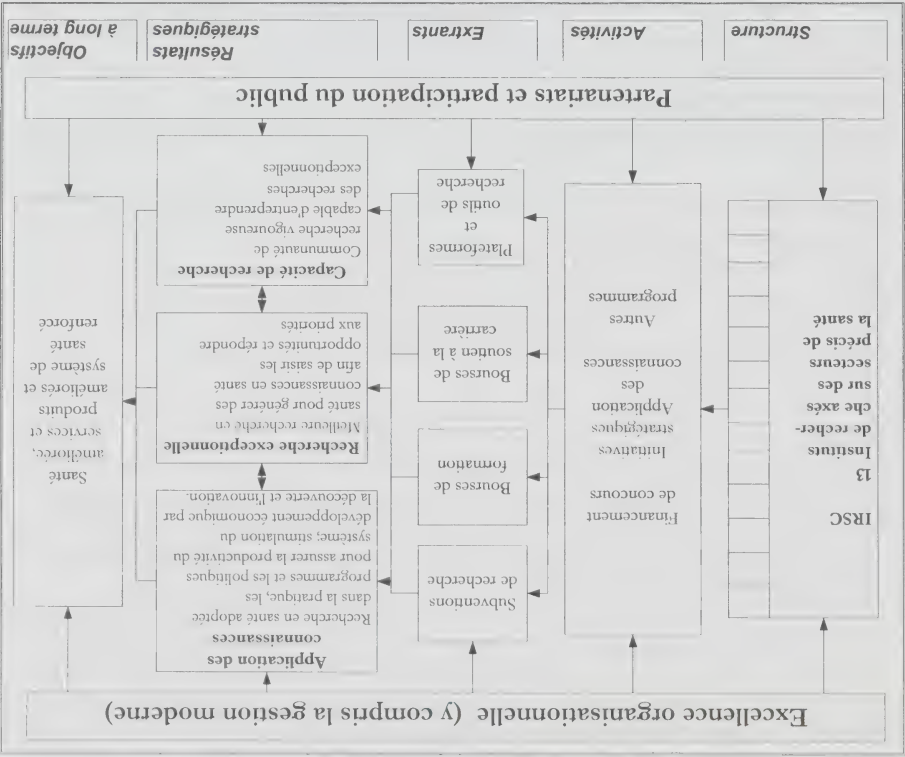 Excellence organisationnelle (y compris la gestion moderne)
IRSC
13
Instituts
de recher-
che axés
sur des
secteurs
précis de
la santé
Financement
de concours
Initiatives
stratégiques
Application
des
connaissances
Autres
programmes
Subventions
de recherche
Bourses de
formation
Bourses de
soutien à la
carrière
Plateformes
et
outils de
recherche
Application des
connaissances
Recherche en santé adoptée
dans la pratique, les
programmes et les politiques
pour assurer la productivité du
système; stimulation du
développement économique par
la découverte et l'innovation.
Recherche exceptionnelle
Meilleure recherche en
santé pour générer des
connaissances en santé
afin de saisir les
opportunités et répondre
aux priorités
Capacité de recherche
Communauté de
recherche vigoureuse
capable d'entreprendre
des recherches
exceptionnelles
Santé
améliorée,
services et
produits
améliorés et
système de
santé
renforcé
Partenariats et participation du public
Structure
Activités
Extrants
Résultats
stratégiques
Objectifs
à long terme